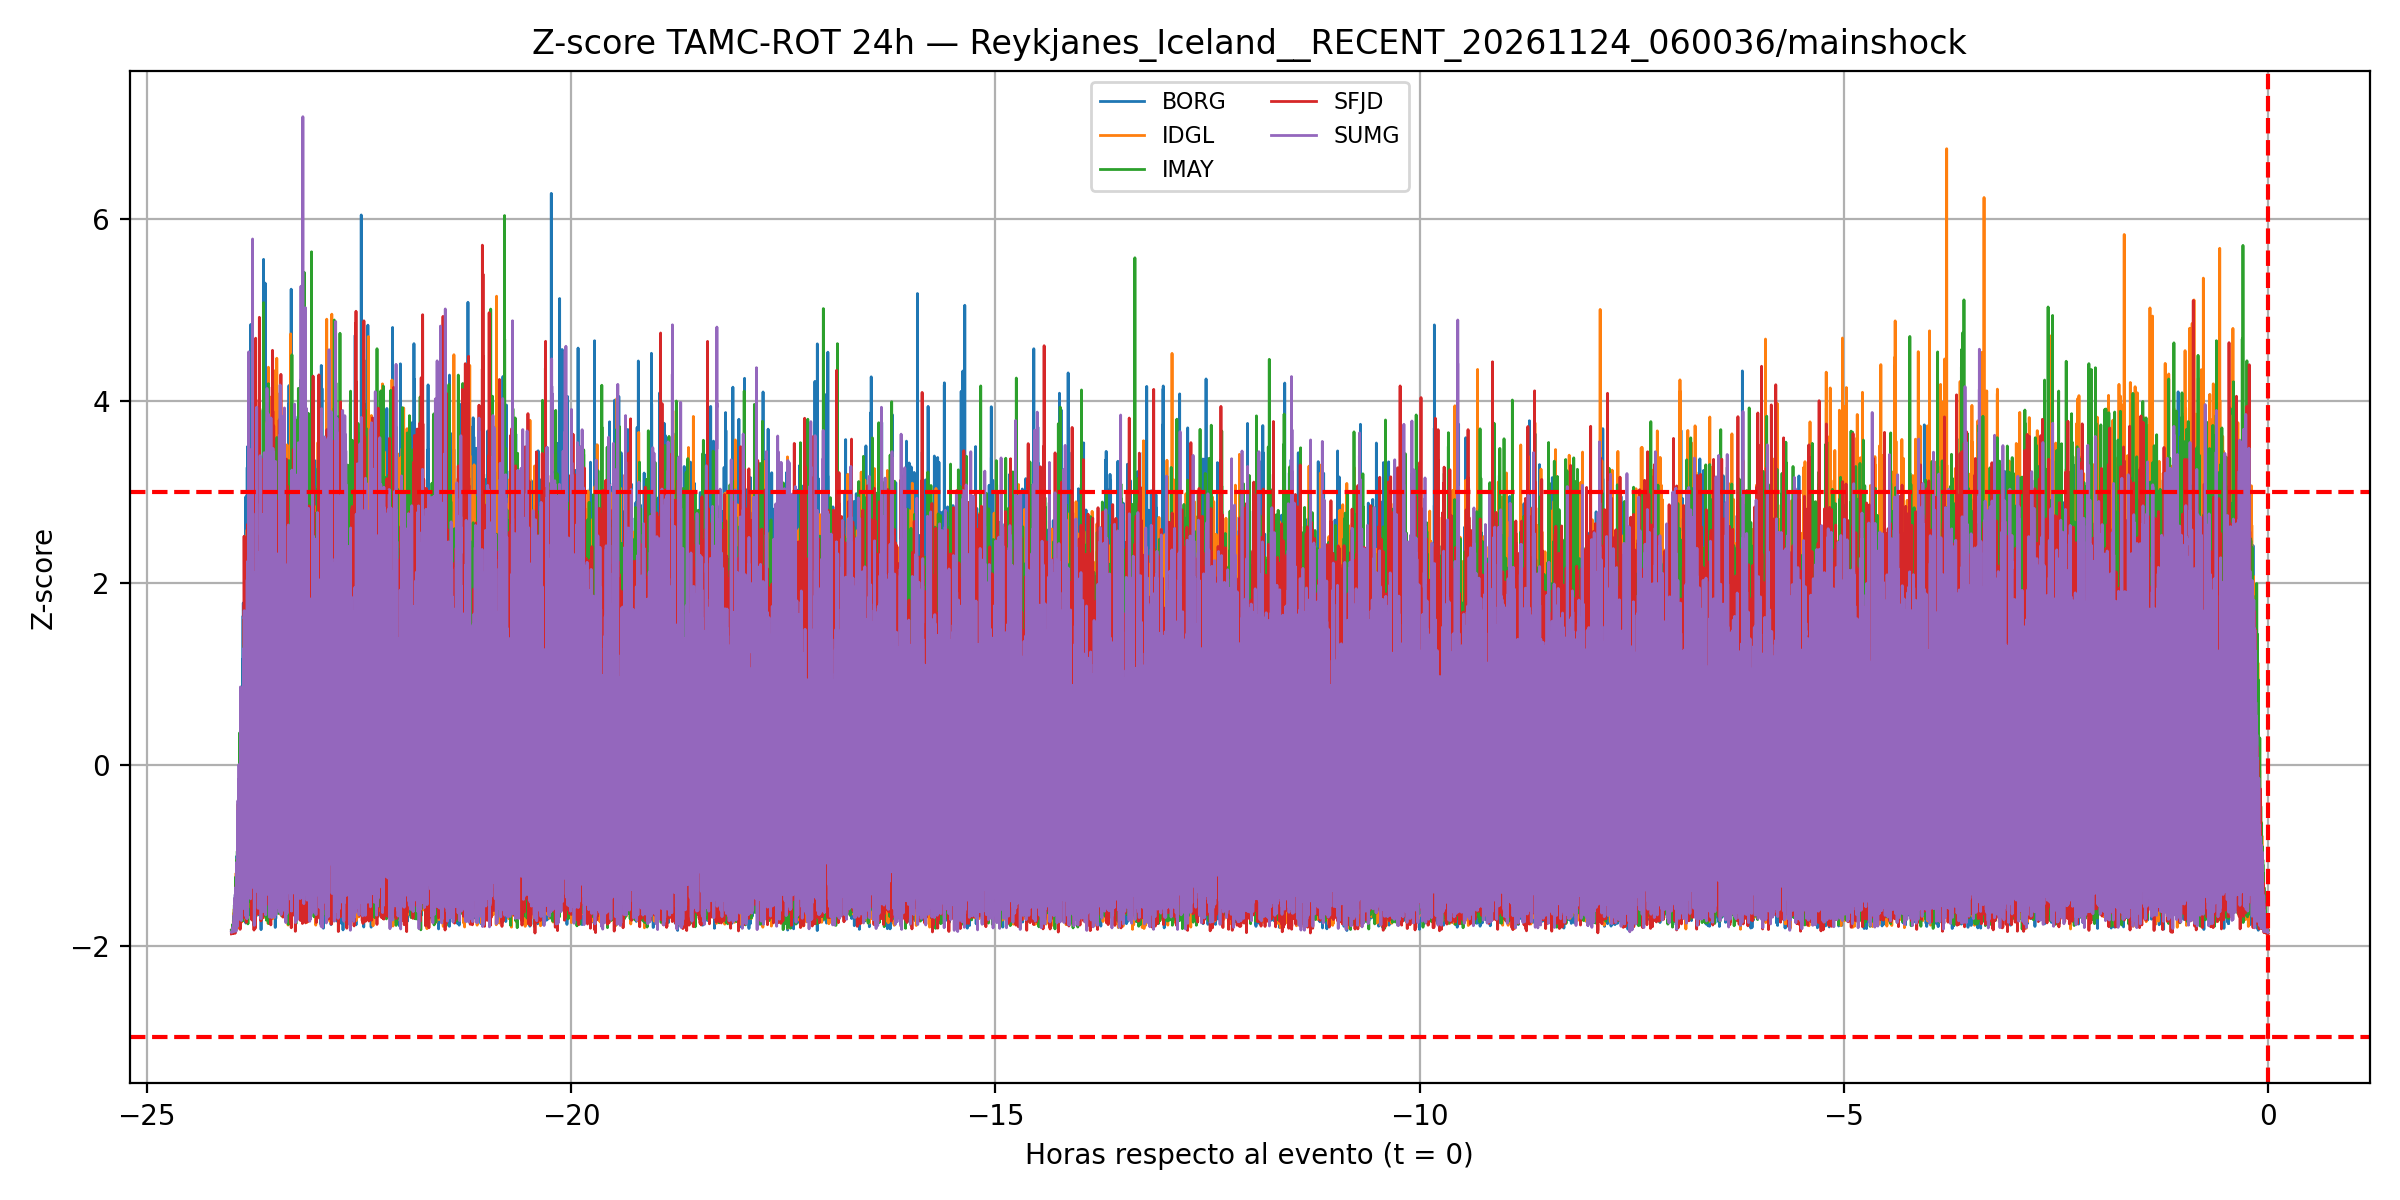 Z-score TAMC-ROT 24h — Reykjanes_Iceland__RECENT_20261124_060036/mainshock
BORG
IDGL
IMAY
SFJD
SUMG
Z-score
6
4
2
0
−2
−25
−20
−15
−10
−5
0
Horas respecto al evento (t = 0)